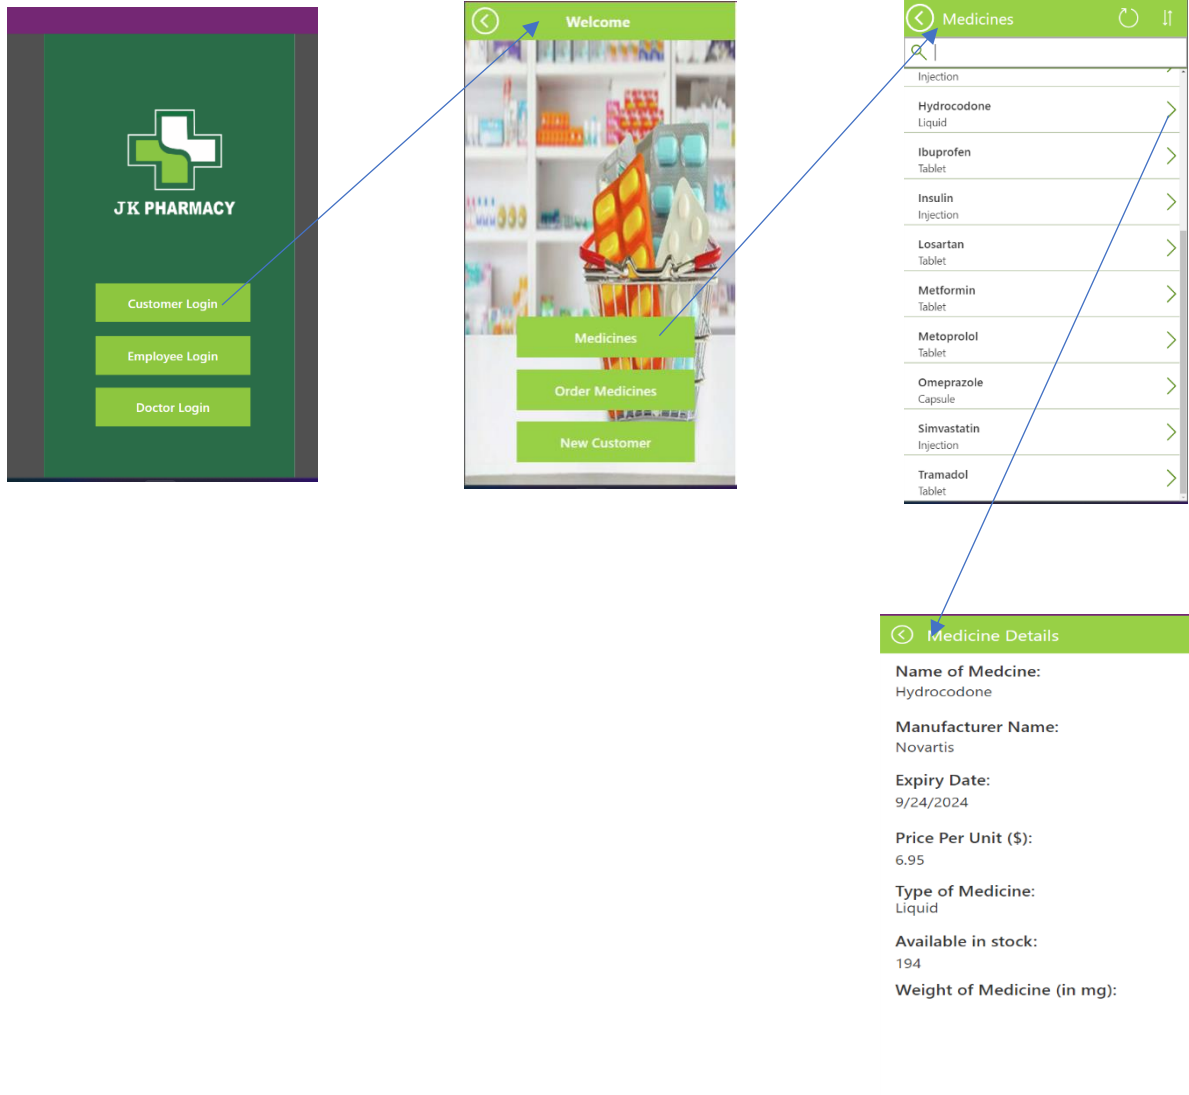 JK PHARMACY
Customer Login
Employee Login
Doctor Login
Welcome
Medicines
Order Medicines
New Customer
Medicines
Injection
Hydrocodone
Liquid
Ibuprofen
Tablet
Insulin
Injection
Losartan
Tablet
Metformin
Tablet
Metoprolol
Tablet
Omeprazole
Capsule
Simvastatin
Injection
Tramadol
Tablet
Medicine Details
Name of Medcine:
Hydrocodone
Manufacturer Name:
Novartis
Expiry Date:
9/24/2024
Price Per Unit ($):
6.95
Type of Medicine:
Liquid
Available in stock:
194
Weight of Medicine (in mg):